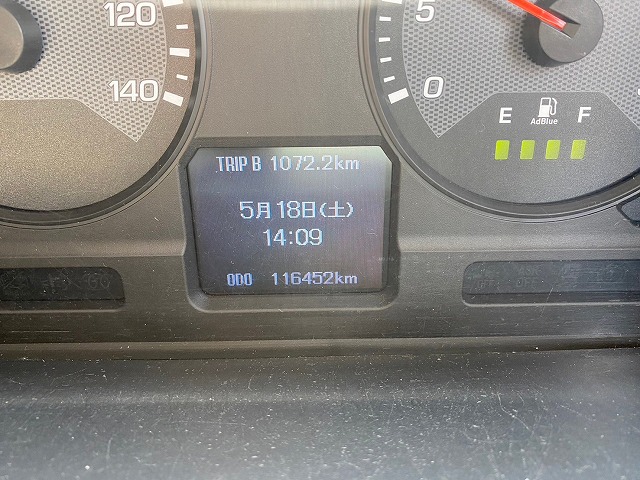 120
140
5
0
E F
AdBlue
TRIP B 1072.2km
5月18日(土)
14:09
ODO 116452km